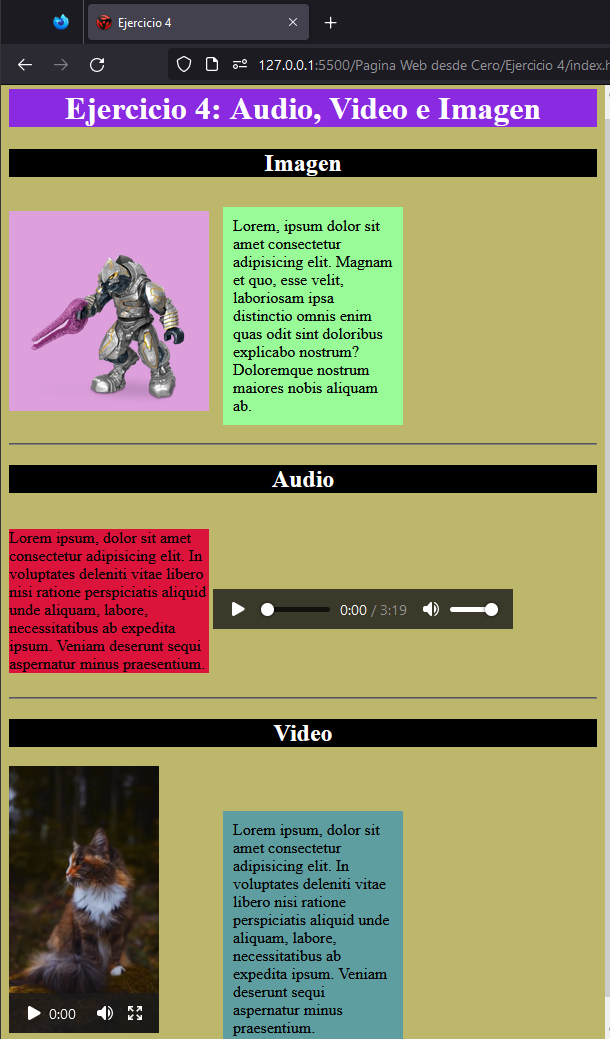 Ejercicio 4
127.0.0.1:5500/Pagina Web desde Cero/Ejercicio 4/index.h
Ejercicio 4: Audio, Video e Imagen
Imagen
Lorem, ipsum dolor sit
amet consectetur
adipisicing elit. Magnam
et quo, esse velit,
laboriosam ipsa
distinctio omnis enim
quas odit sint doloribus
explicabo nostrum?
Doloremque nostrum
maiores nobis aliquam
ab.
Audio
Lorem ipsum, dolor sit amet
consectetur adipisicing elit. In
voluptates deleniti vitae libero
nisi ratione perspiciatis aliquid
unde aliquam, labore,
necessitatibus ab expedita
ipsum. Veniam deserunt sequi
aspernatur minus praesentium.
0:00 / 3:19
Video
0:00
Lorem ipsum, dolor sit
amet consectetur
adipisicing elit. In
voluptates deleniti vitae
libero nisi ratione
perspiciatis aliquid unde
aliquam, labore,
necessitatibus ab
expedita ipsum. Veniam
deserunt sequi
aspernatur minus
praesentium.